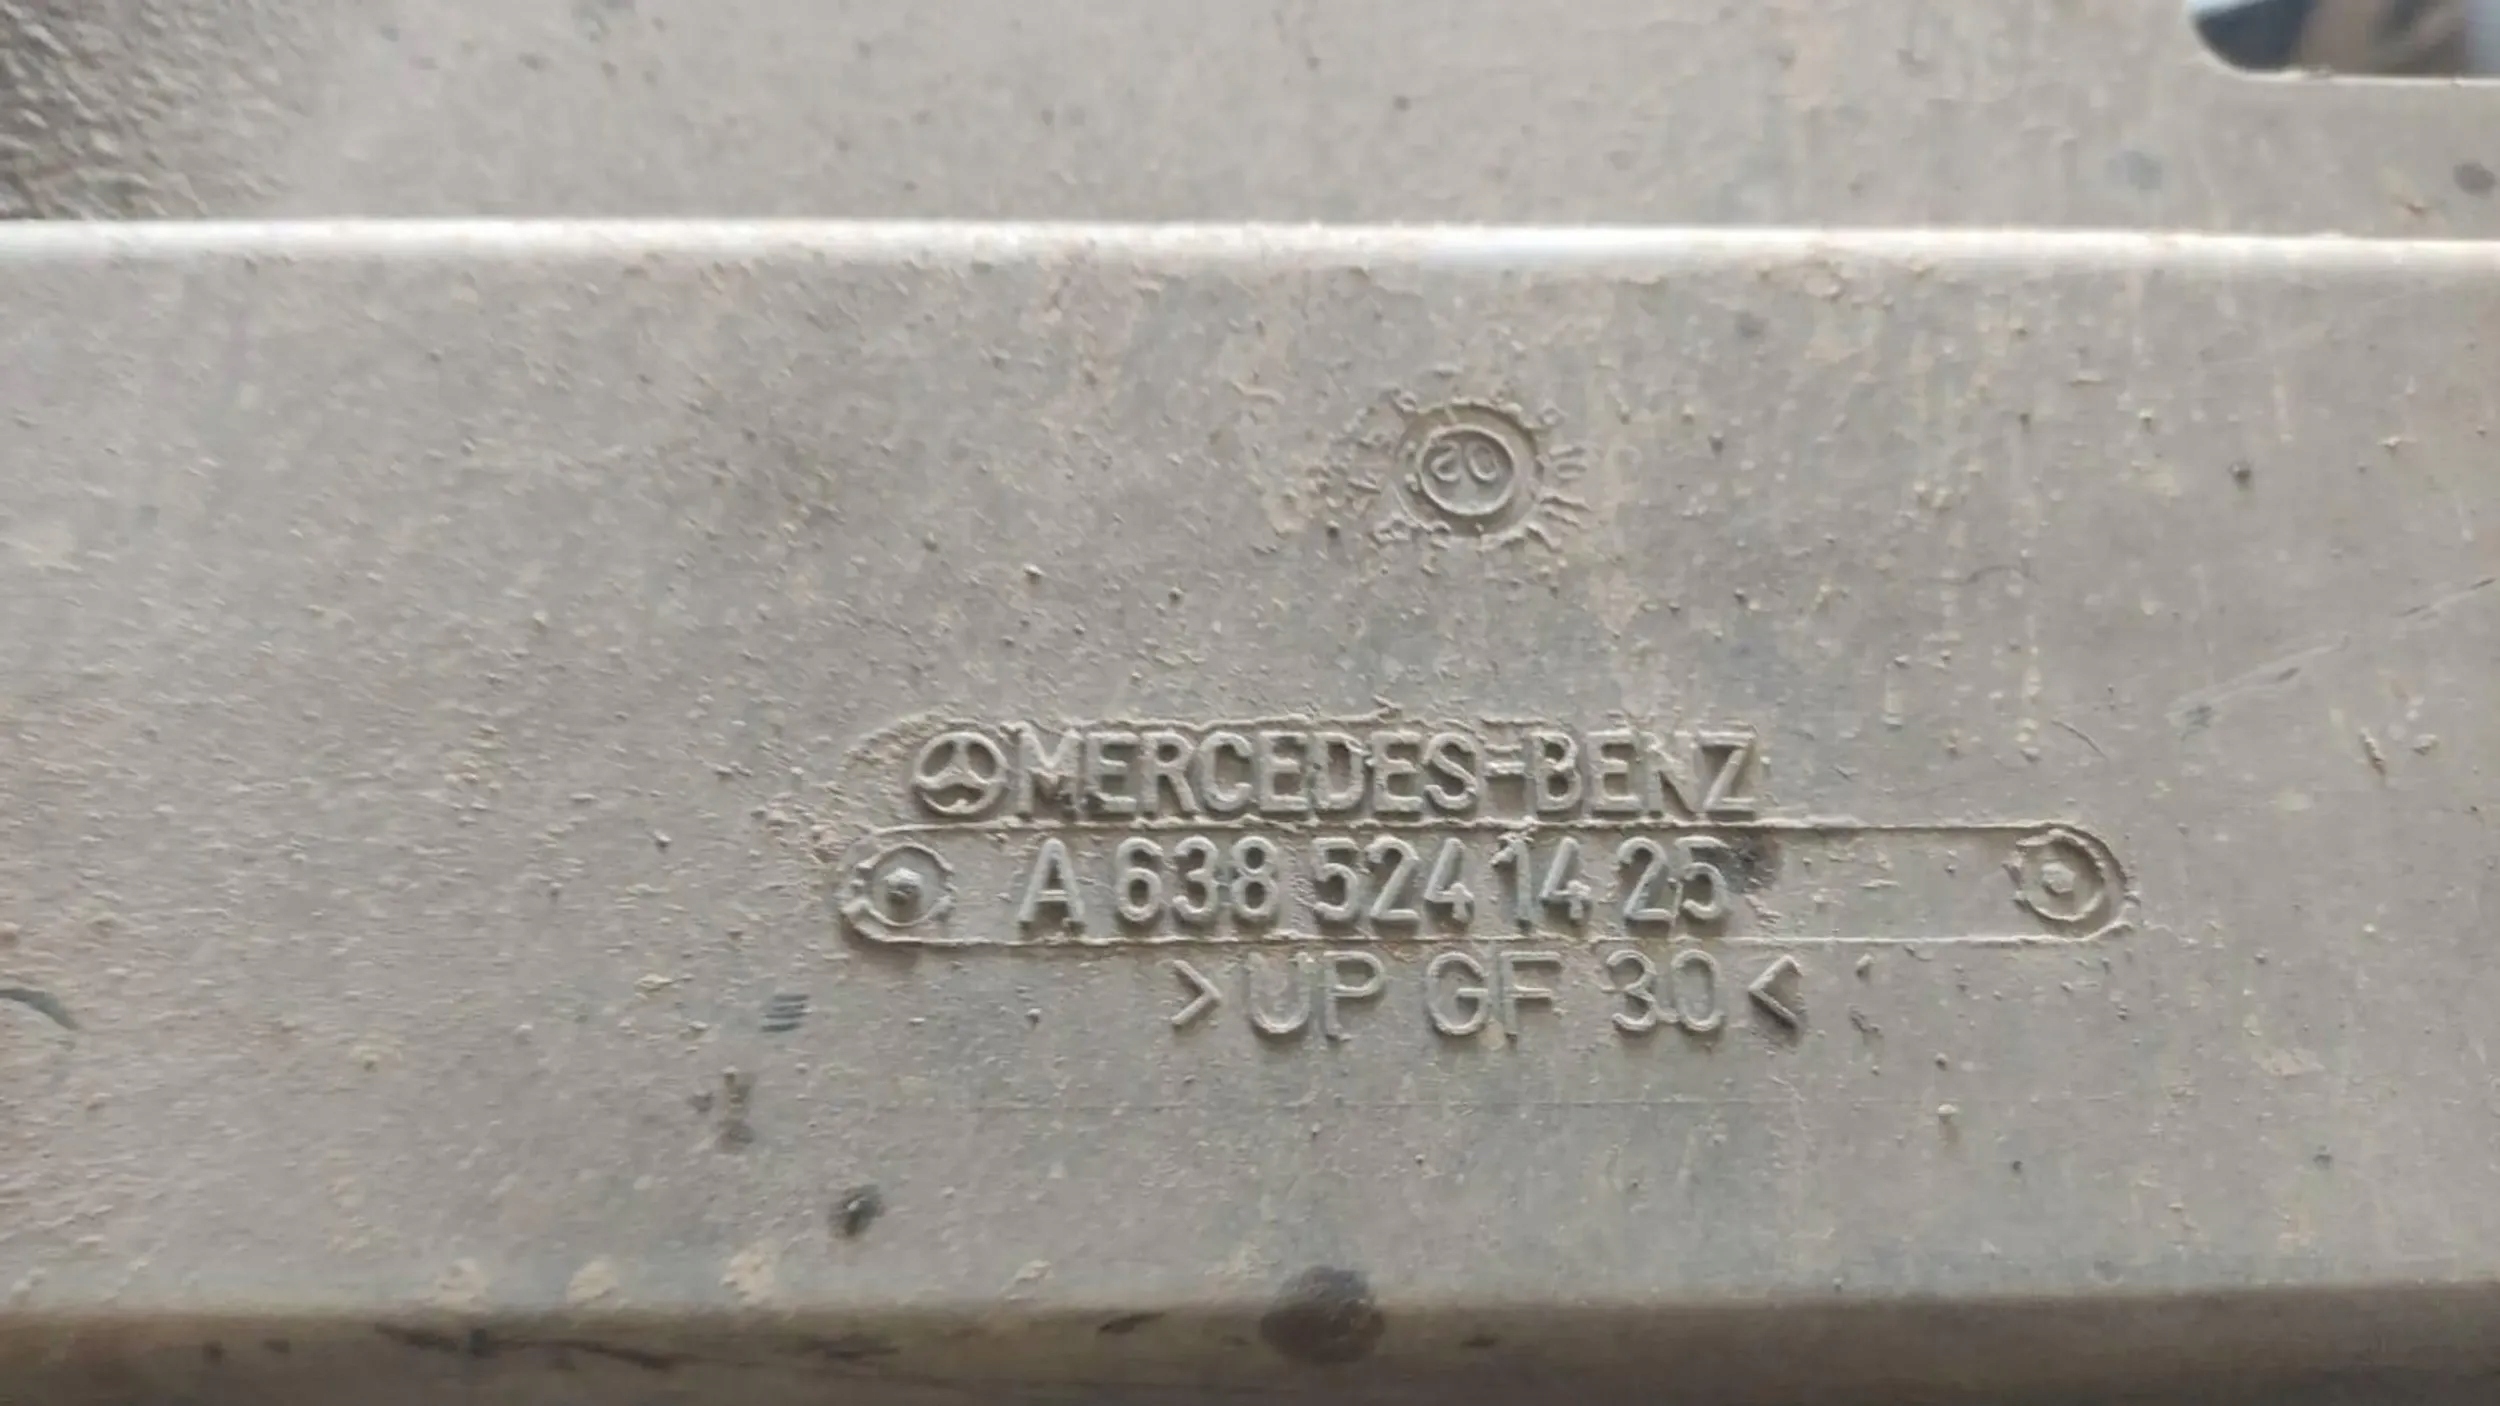 MERCEDES-BENZ
A 638 524 14 25
>UP GF 30<